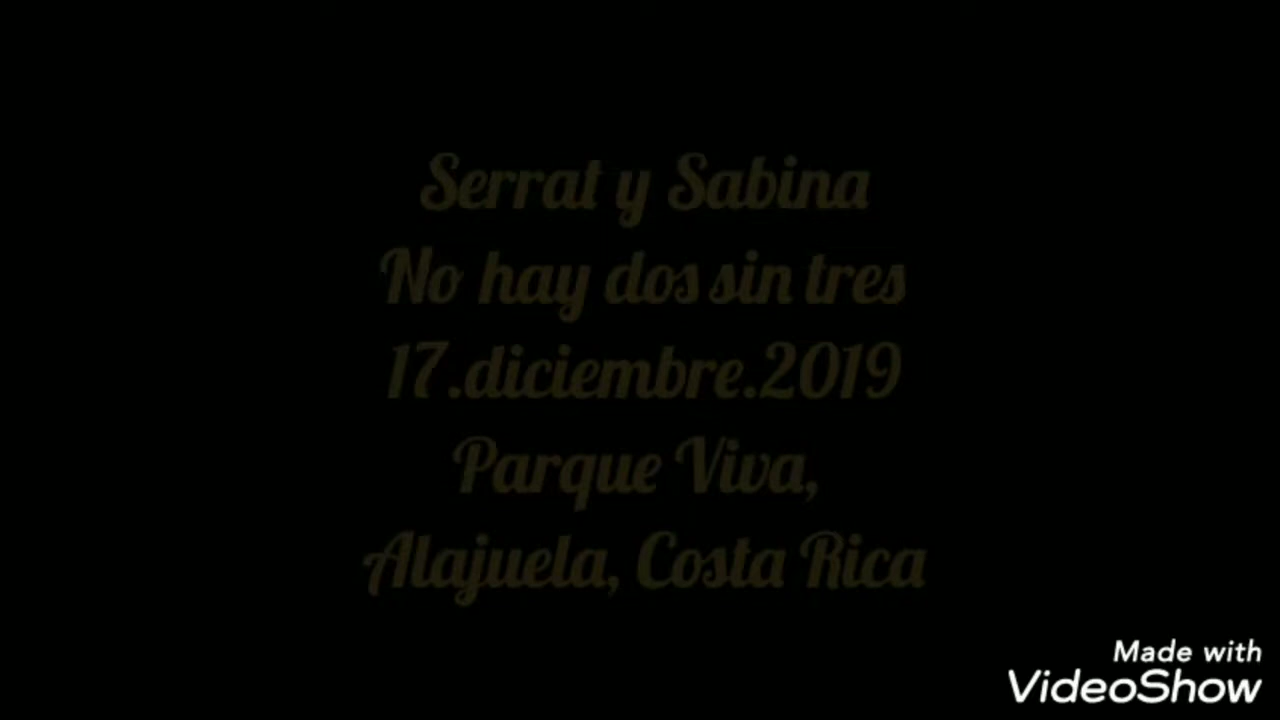 Serrat y Sabina
No hay dos sin tres
17.diciembre.2019
Parque Viva,
Alajuela, Costa Rica
Made with
VideoShow